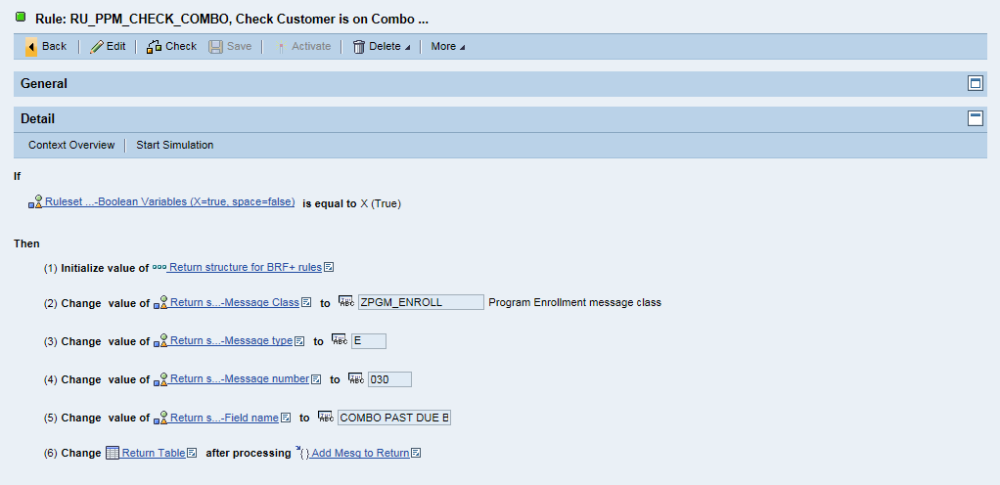 Rule: RU_PPM_CHECK_COMBO, Check Customer is on Combo ...
Back Edit Check Save Activate Delete More
General
Detail
Context Overview Start Simulation
If
Ruleset ...-Boolean Variables (X=true, space=false) is equal to X (True)
Then
(1) Initialize value of Return structure for BRF+ rules
(2) Change value of Return s...-Message Class to ZPGM_ENROLL Program Enrollment message class
(3) Change value of Return s...-Message type to E
(4) Change value of Return s...-Message number to 030
(5) Change value of Return s...-Field name to COMBO PAST DUE B
(6) Change Return Table after processing Add Mesg to Return